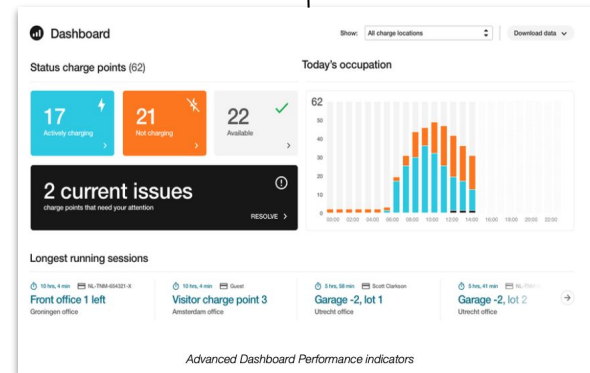 Dashboard
Show: All charge locations
Download data
Status charge points (62)
Today's occupation
17
Actively charging
21
Not charging
22
Available
2 current issues
charge points that need your attention
RESOLVE
62
50
40
30
20
10
0
00:00 02:00 04:00 06:00 08:00 10:00 12:00 14:00 16:00 18:00 20:00 22:00
Longest running sessions
10 hrs, 4 min NL-TNM-654321-X
Front office 1 left
Groningen office
10 hrs, 4 min Guest
Visitor charge point 3
Amsterdam office
5 hrs, 58 min Scott Clarkson
Garage -2, lot 1
Utrecht office
5 hrs, 41 min
Garage -2, lot 2
Utrecht office
Advanced Dashboard Performance indicators